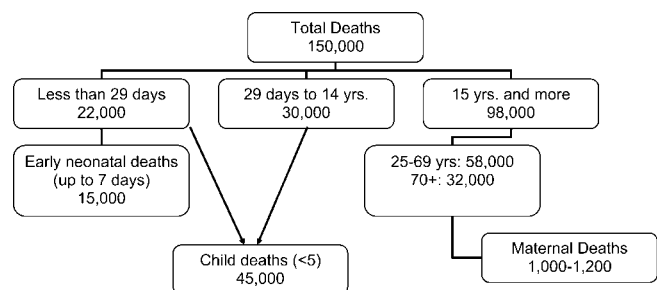 Total Deaths
150,000
Less than 29 days
22,000
29 days to 14 yrs.
30,000
15 yrs. and more
98,000
Early neonatal deaths
(up to 7 days)
15,000
25-69 yrs: 58,000
70+: 32,000
Child deaths (<5)
45,000
Maternal Deaths
1,000-1,200